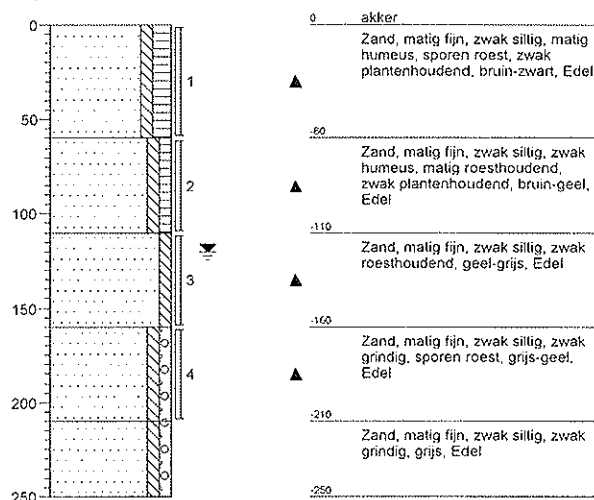 0
0
akker
Zand, matig fijn, zwak siltig, matig
humeus, sporen roest, zwak
plantenhoudend, bruin-zwart, Edel
1
50
-60
Zand, matig fijn, zwak siltig, zwak
humeus, matig roesthoudend,
zwak plantenhoudend, bruin-geel,
Edel
2
100
-110
Zand, matig fijn, zwak siltig, zwak
roesthoudend, geel-grijs, Edel
3
150
-160
Zand, matig fijn, zwak siltig, zwak
grindig, sporen roest, grijs-geel,
Edel
4
200
-210
Zand, matig fijn, zwak siltig, zwak
grindig, grijs, Edel
250
-250